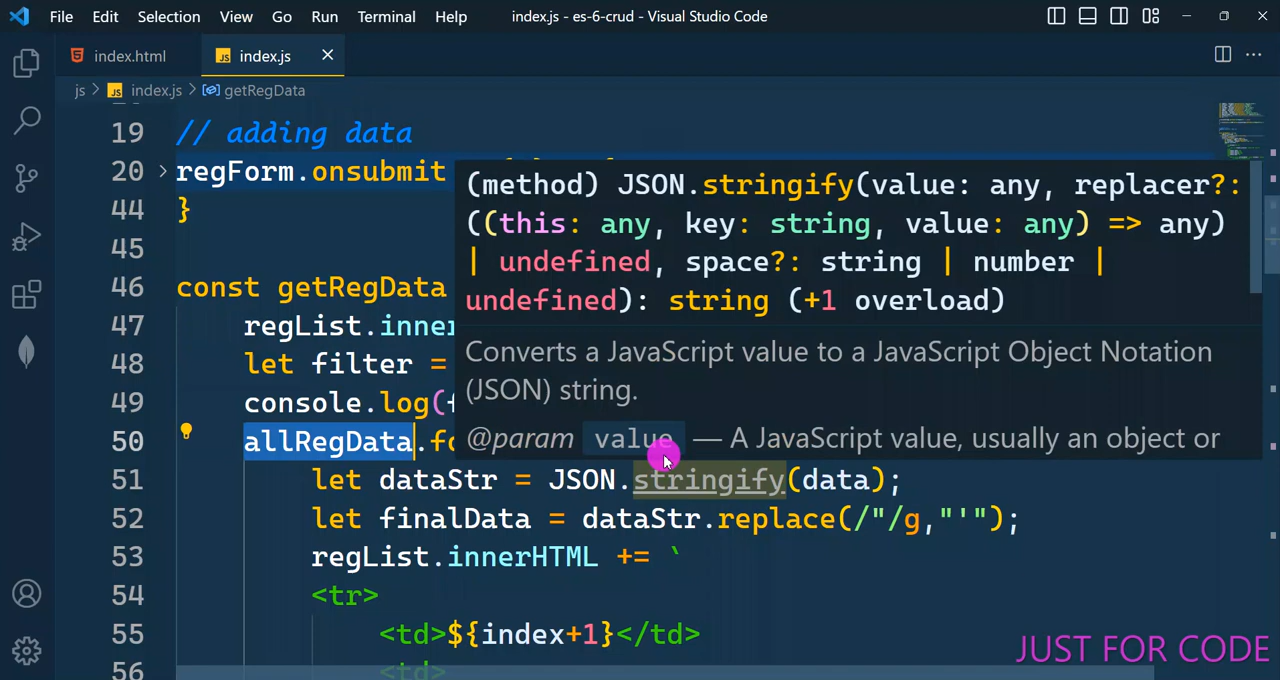 File Edit Selection View Go Run Terminal Help index.js - es-6-crud - Visual Studio Code
index.html index.js
js > index.js > getRegData
19 // adding data
20 regForm.onsubmit
(method) JSON.stringify(value: any, replacer?:
44 }
((this: any, key: string, value: any) => any)
45
| undefined, space?: string | number |
46 const getRegData
undefined): string (+1 overload)
47 regList.inner
48 let filter =
Converts a JavaScript value to a JavaScript Object Notation
(JSON) string.
49 console.log(
50 allRegData.fo
@param value — A JavaScript value, usually an object or
51 let dataStr = JSON.stringify(data);
52 let finalData = dataStr.replace(/"/g,"'");
53 regList.innerHTML += `
54 <tr>
55 <td>${index+1}</td>
56 <td>
JUST FOR CODE